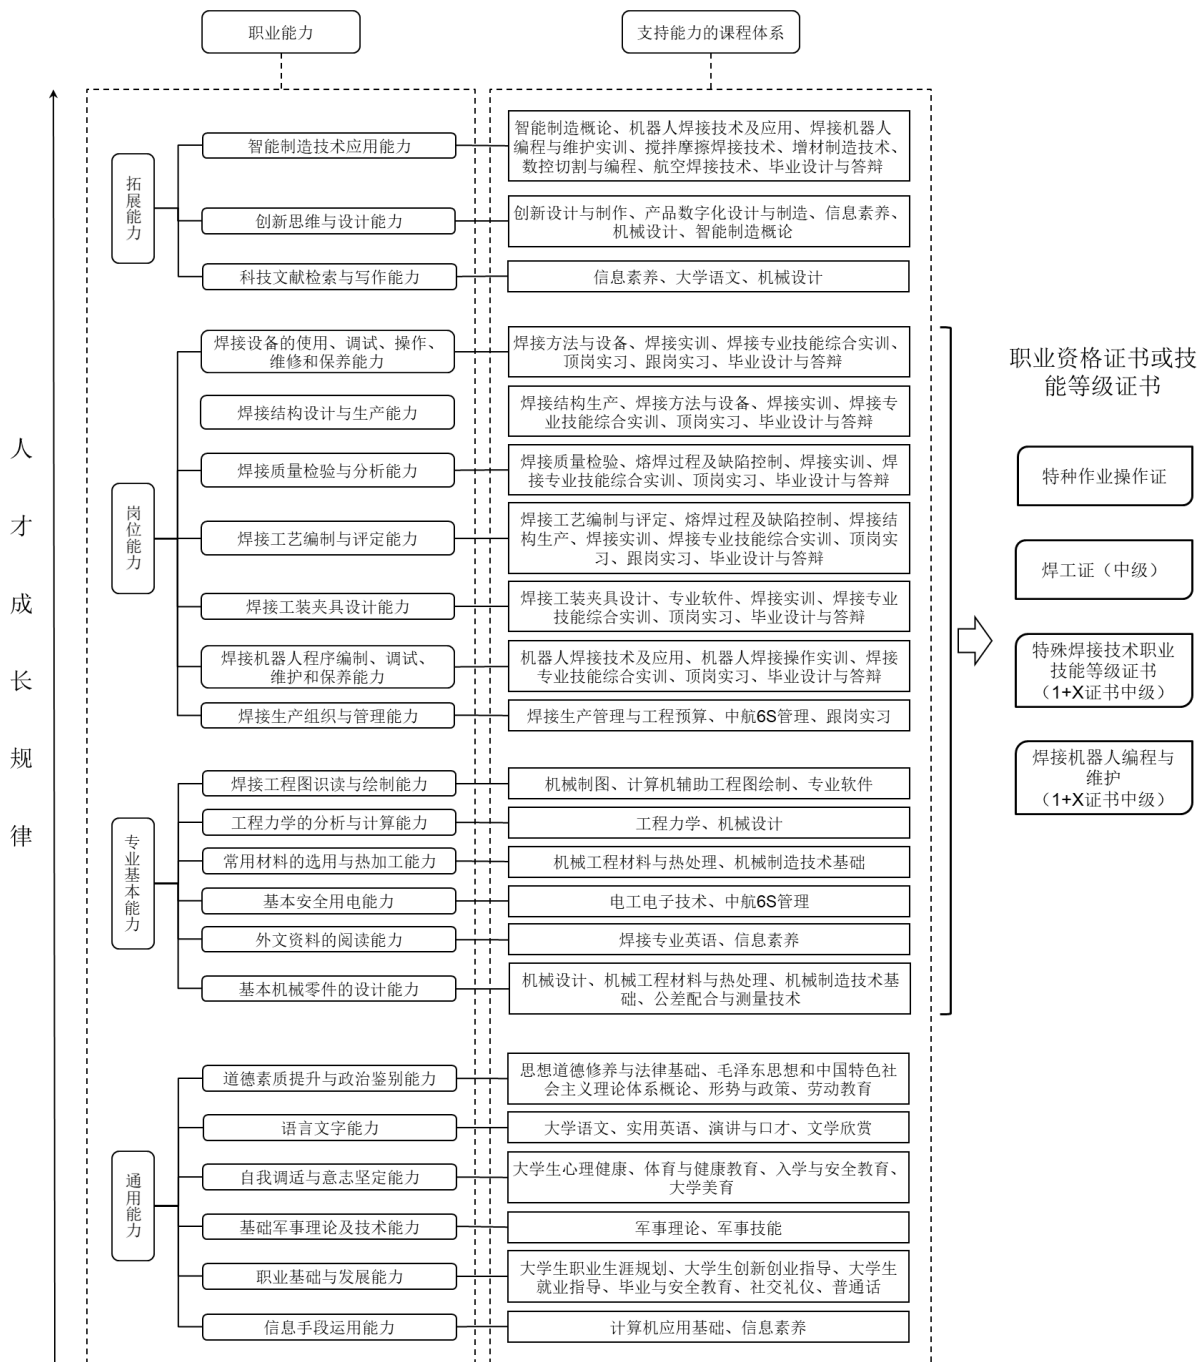 职业能力
支持能力的课程体系
人才成长规律
拓展能力
智能制造技术应用能力
智能制造概论、机器人焊接技术及应用、焊接机器人
编程与维护实训、搅拌摩擦焊接技术、增材制造技术、
数控切割与编程、航空焊接技术、毕业设计与答辩
创新思维与设计能力
创新设计与制作、产品数字化设计与制造、信息素养、
机械设计、智能制造概论
科技文献检索与写作能力
信息素养、大学语文、机械设计
岗位能力
焊接设备的使用、调试、操作、
维修和保养能力
焊接方法与设备、焊接实训、焊接专业技能综合实训、
顶岗实习、跟岗实习、毕业设计与答辩
焊接结构设计与生产能力
焊接结构生产、焊接方法与设备、焊接实训、焊接专
业技能综合实训、顶岗实习、毕业设计与答辩
焊接质量检验与分析能力
焊接质量检验、熔焊过程及缺陷控制、焊接实训、焊
接专业技能综合实训、顶岗实习、毕业设计与答辩
焊接工艺编制与评定能力
焊接工艺编制与评定、熔焊过程及缺陷控制、焊接结
构生产、焊接实训、焊接专业技能综合实训、顶岗实
习、跟岗实习、毕业设计与答辩
焊接工装夹具设计能力
焊接工装夹具设计、专业软件、焊接实训、焊接专业
技能综合实训、顶岗实习、毕业设计与答辩
焊接机器人程序编制、调试、
维护和保养能力
机器人焊接技术及应用、机器人焊接操作实训、焊接
专业技能综合实训、顶岗实习、毕业设计与答辩
焊接生产组织与管理能力
焊接生产管理与工程预算、中航6S管理、跟岗实习
专业基本能力
焊接工程图识读与绘制能力
机械制图、计算机辅助工程图绘制、专业软件
工程力学的分析与计算能力
工程力学、机械设计
常用材料的选用与热加工能力
机械工程材料与热处理、机械制造技术基础
基本安全用电能力
电工电子技术、中航6S管理
外文资料的阅读能力
焊接专业英语、信息素养
基本机械零件的设计能力
机械设计、机械工程材料与热处理、机械制造技术基
础、公差配合与测量技术
通用能力
道德素质提升与政治鉴别能力
思想道德修养与法律基础、毛泽东思想和中国特色社
会主义理论体系概论、形势与政策、劳动教育
语言文字能力
大学语文、实用英语、演讲与口才、文学欣赏
自我调适与意志坚定能力
大学生心理健康、体育与健康教育、入学与安全教育、
大学美育
基础军事理论及技术能力
军事理论、军事技能
职业基础与发展能力
大学生职业生涯规划、大学生创新创业指导、大学生
就业指导、毕业与安全教育、社交礼仪、普通话
信息手段运用能力
计算机应用基础、信息素养
职业资格证书或技
能等级证书
特种作业操作证
焊工证（中级）
特殊焊接技术职业
技能等级证书
（1+X证书中级）
焊接机器人编程与
维护
（1+X证书中级）